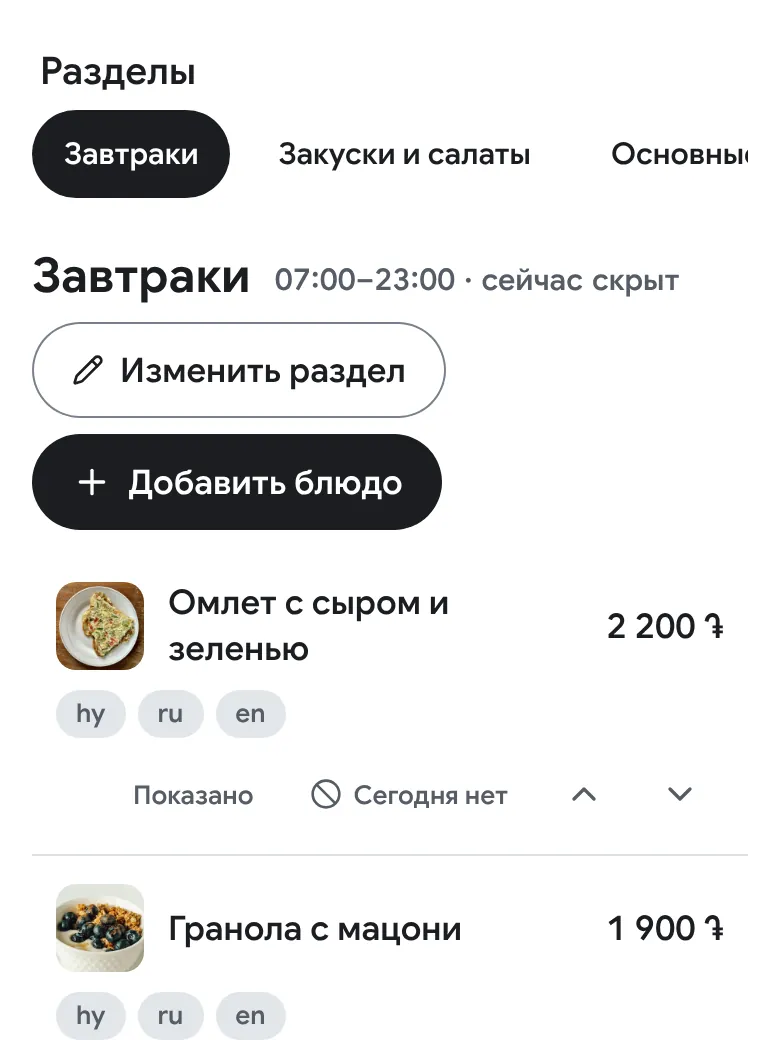 Разделы
Завтраки
Закуски и салаты
Основные
Завтраки 07:00–23:00 · сейчас скрыт
Изменить раздел
Добавить блюдо
Омлет с сыром и
зеленью
2 200 ֏
hy ru en
Показано Сегодня нет
Гранола с мацони
1 900 ֏
hy ru en